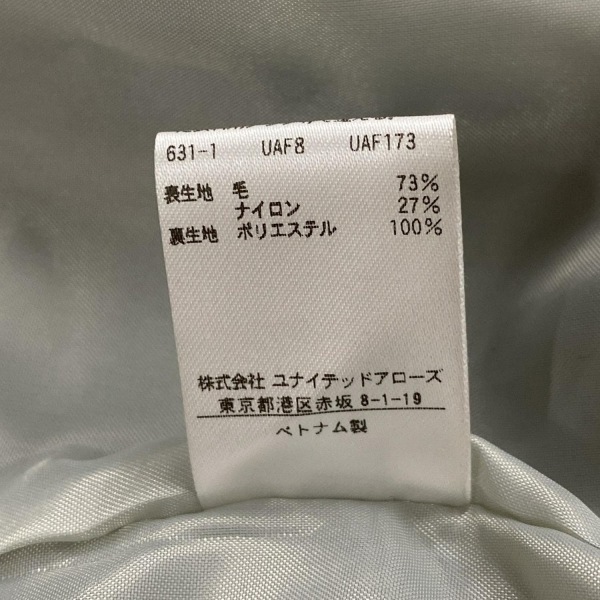 631-1 UAF8 UAF173
表生地 毛 73%
ナイロン 27%
裏生地 ポリエステル 100%
株式会社 ユナイテッドアローズ
東京都港区赤坂 8-1-19
ベトナム製